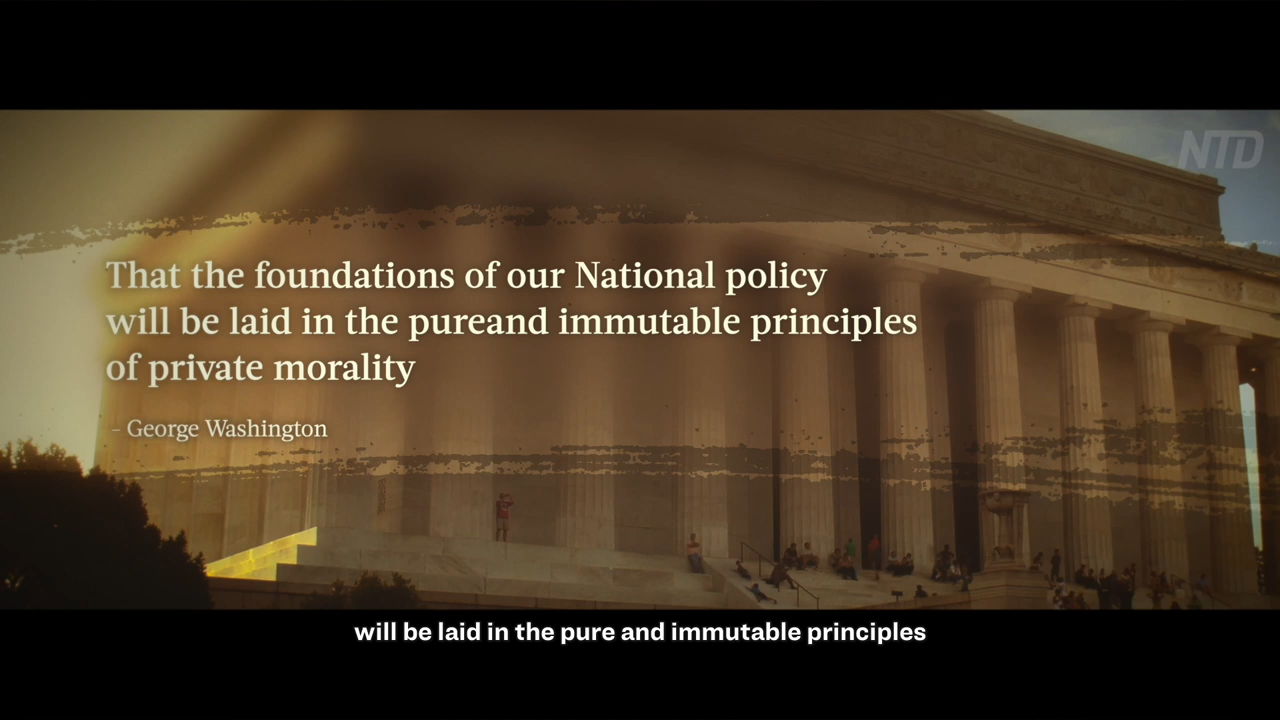 NTD
That the foundations of our National policy
will be laid in the pureand immutable principles
of private morality
- George Washington
will be laid in the pure and immutable principles